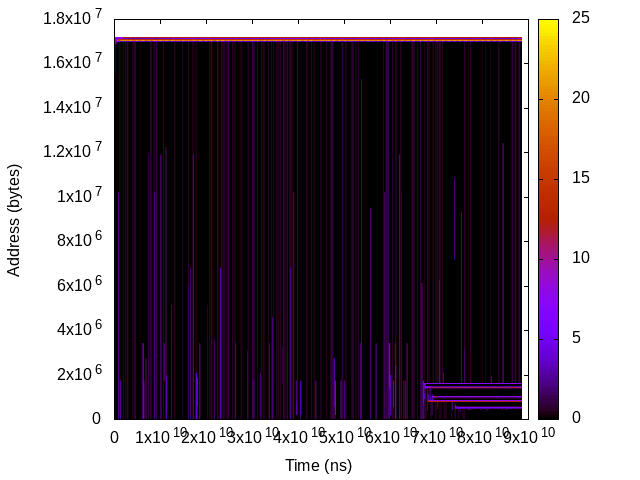 1.8x10 7
1.6x10 7
1.4x10 7
1.2x10 7
1x10 7
8x10 6
6x10 6
4x10 6
2x10 6
0
Address (bytes)
0 1x10 10 2x10 10 3x10 10 4x10 10 5x10 10 6x10 10 7x10 10 8x10 10 9x10 10
Time (ns)
25
20
15
10
5
0